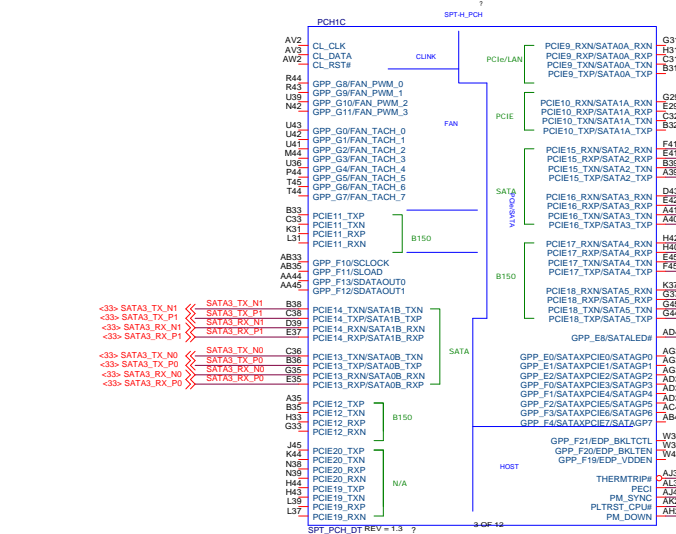 ?
SPT-H_PCH
PCH1C
AV2 CL_CLK
AV3 CL_DATA
AW2 CL_RST#
CLINK
R44 GPP_G8/FAN_PWM_0
R43 GPP_G9/FAN_PWM_1
U39 GPP_G10/FAN_PWM_2
N42 GPP_G11/FAN_PWM_3
FAN
U43 GPP_G0/FAN_TACH_0
U42 GPP_G1/FAN_TACH_1
U41 GPP_G2/FAN_TACH_2
M44 GPP_G3/FAN_TACH_3
U36 GPP_G4/FAN_TACH_4
P44 GPP_G5/FAN_TACH_5
T45 GPP_G6/FAN_TACH_6
T44 GPP_G7/FAN_TACH_7
B33 PCIE11_TXP
C33 PCIE11_TXN
K31 PCIE11_RXP
L31 PCIE11_RXN
B150
AB33 GPP_F10/SCLOCK
AB35 GPP_F11/SLOAD
AA44 GPP_F13/SDATAOUT0
AA45 GPP_F12/SDATAOUT1
<33> SATA3_TX_N1 SATA3_TX_N1 B38 PCIE14_TXN/SATA1B_TXN
<33> SATA3_TX_P1 SATA3_TX_P1 C38 PCIE14_TXP/SATA1B_TXP
<33> SATA3_RX_N1 SATA3_RX_N1 D39 PCIE14_RXN/SATA1B_RXN
<33> SATA3_RX_P1 SATA3_RX_P1 E37 PCIE14_RXP/SATA1B_RXP
SATA
<33> SATA3_TX_N0 SATA3_TX_N0 C36 PCIE13_TXN/SATA0B_TXN
<33> SATA3_TX_P0 SATA3_TX_P0 B36 PCIE13_TXP/SATA0B_TXP
<33> SATA3_RX_N0 SATA3_RX_N0 G35 PCIE13_RXN/SATA0B_RXN
<33> SATA3_RX_P0 SATA3_RX_P0 E35 PCIE13_RXP/SATA0B_RXP
A35 PCIE12_TXP
B35 PCIE12_TXN
H33 PCIE12_RXP
G33 PCIE12_RXN
B150
J45 PCIE20_TXP
K44 PCIE20_TXN
N38 PCIE20_RXP
N39 PCIE20_RXN
H44 PCIE19_TXP
H43 PCIE19_TXN
L39 PCIE19_RXP
L37 PCIE19_RXN
N/A
PCIe/LAN
PCIE9_RXN/SATA0A_RXN
PCIE9_RXP/SATA0A_RXP
PCIE9_TXN/SATA0A_TXN
PCIE9_TXP/SATA0A_TXP
PCIE
PCIE10_RXN/SATA1A_RXN
PCIE10_RXP/SATA1A_RXP
PCIE10_TXN/SATA1A_TXN
PCIE10_TXP/SATA1A_TXP
SATA
PCIe/SATA
PCIE15_RXN/SATA2_RXN
PCIE15_RXP/SATA2_RXP
PCIE15_TXN/SATA2_TXN
PCIE15_TXP/SATA2_TXP
PCIE16_RXN/SATA3_RXN
PCIE16_RXP/SATA3_RXP
PCIE16_TXN/SATA3_TXN
PCIE16_TXP/SATA3_TXP
B150
PCIE17_RXN/SATA4_RXN
PCIE17_RXP/SATA4_RXP
PCIE17_TXN/SATA4_TXN
PCIE17_TXP/SATA4_TXP
PCIE18_RXN/SATA5_RXN
PCIE18_RXP/SATA5_RXP
PCIE18_TXN/SATA5_TXN
PCIE18_TXP/SATA5_TXP
GPP_E8/SATALED#
GPP_E0/SATAXPCIE0/SATAGP0
GPP_E1/SATAXPCIE1/SATAGP1
GPP_E2/SATAXPCIE2/SATAGP2
GPP_F0/SATAXPCIE3/SATAGP3
GPP_F1/SATAXPCIE4/SATAGP4
GPP_F2/SATAXPCIE5/SATAGP5
GPP_F3/SATAXPCIE6/SATAGP6
GPP_F4/SATAXPCIE7/SATAGP7
GPP_F21/EDP_BKLTCTL
GPP_F20/EDP_BKLTEN
GPP_F19/EDP_VDDEN
HOST
THERMTRIP#
PECI
PM_SYNC
PLTRST_CPU#
PM_DOWN
SPT_PCH_DT REV = 1.3 ?
3 OF 12